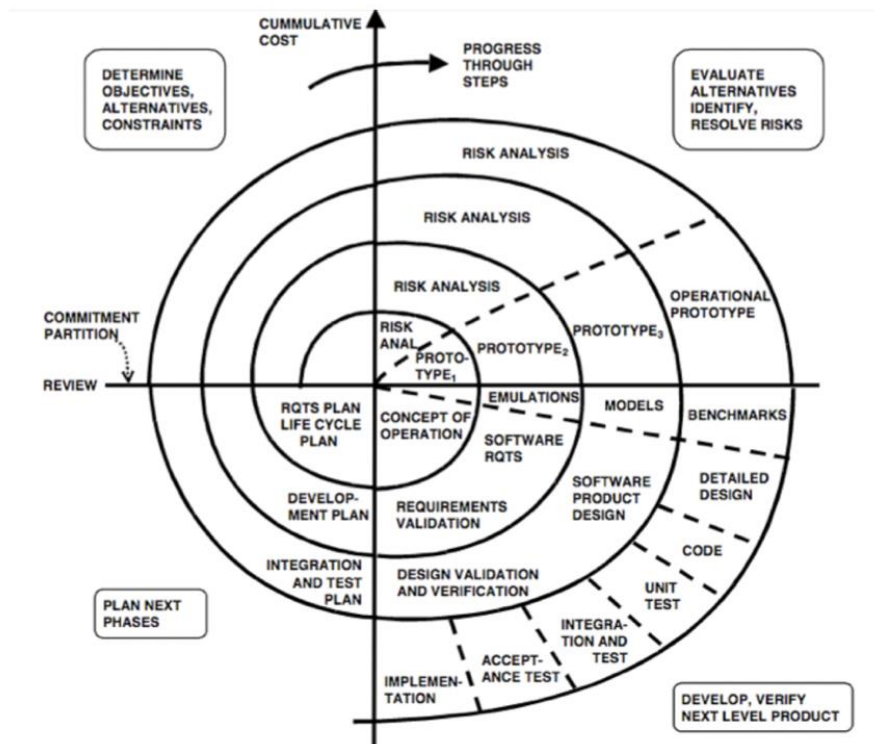 CUMMULATIVE
COST
PROGRESS
THROUGH
STEPS
DETERMINE
OBJECTIVES,
ALTERNATIVES,
CONSTRAINTS
EVALUATE
ALTERNATIVES
IDENTIFY,
RESOLVE RISKS
RISK ANALYSIS
RISK ANALYSIS
RISK ANALYSIS
RISK
ANAL.
PROTO-
TYPE1
PROTOTYPE2
PROTOTYPE3
OPERATIONAL
PROTOTYPE
COMMITMENT
PARTITION
REVIEW
EMULATIONS
MODELS
BENCHMARKS
RQTS PLAN
LIFE CYCLE
PLAN
CONCEPT OF
OPERATION
SOFTWARE
RQTS
SOFTWARE
PRODUCT
DESIGN
DETAILED
DESIGN
DEVELOP-
MENT PLAN
REQUIREMENTS
VALIDATION
CODE
INTEGRATION
AND TEST
PLAN
DESIGN VALIDATION
AND VERIFICATION
UNIT
TEST
PLAN NEXT
PHASES
INTEGRA-
TION AND
TEST
ACCEPT-
ANCE TEST
IMPLEMEN-
TATION
DEVELOP, VERIFY
NEXT LEVEL PRODUCT